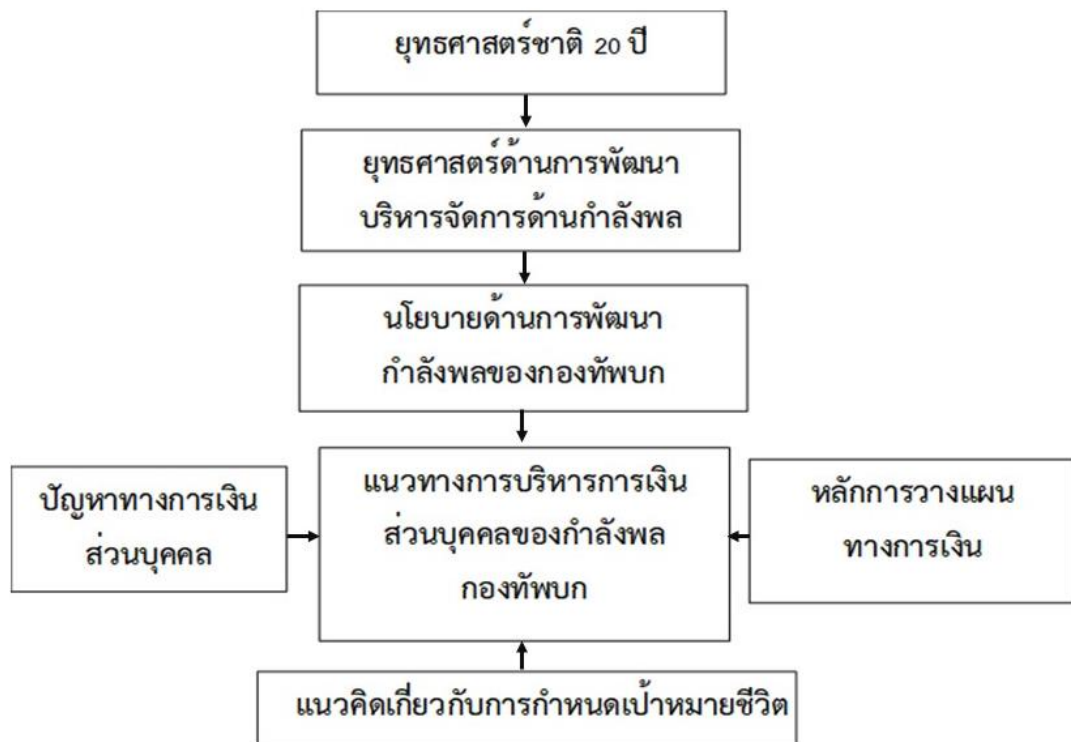 ยุทธศาสตร์ชาติ 20 ปี
ยุทธศาสตร์ด้านการพัฒนา
บริหารจัดการด้านกำลังพล
นโยบายด้านการพัฒนา
กำลังพลของกองทัพบก
ปัญหาทางการเงิน
ส่วนบุคคล
แนวทางการบริหารการเงิน
ส่วนบุคคลของกำลังพล
กองทัพบก
หลักการวางแผน
ทางการเงิน
แนวคิดเกี่ยวกับการกำหนดเป้าหมายชีวิต